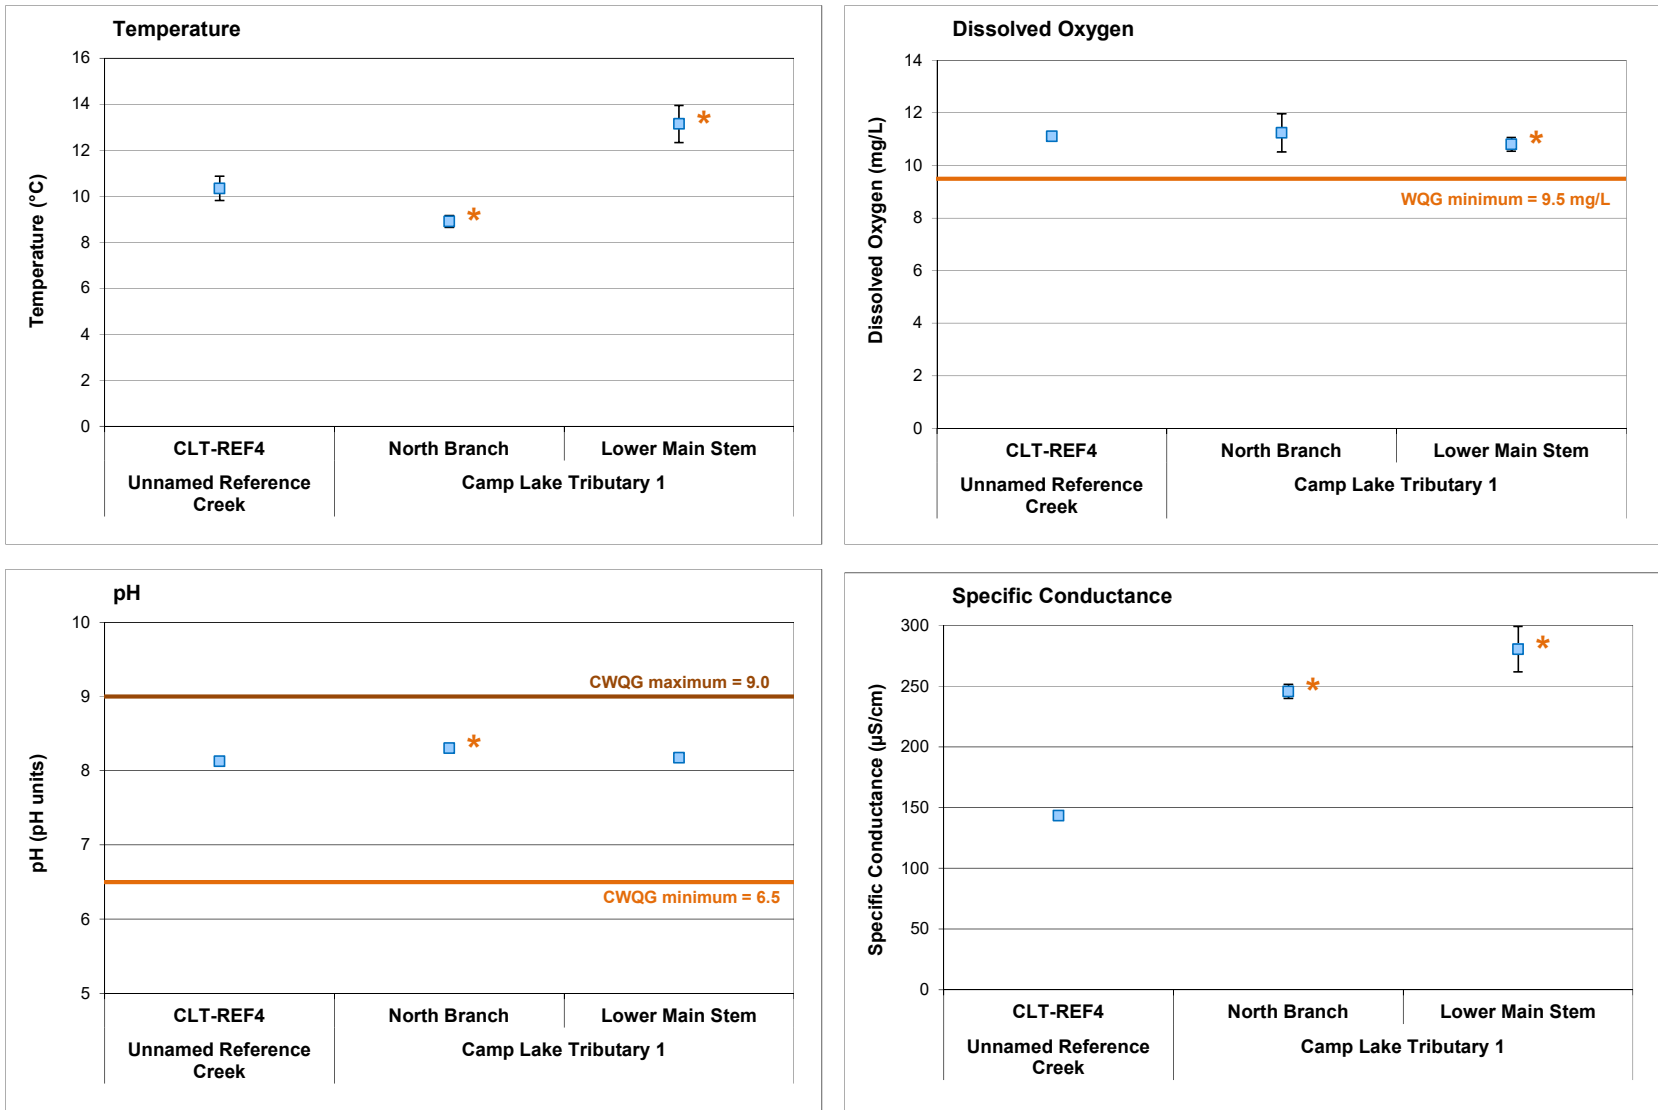 Temperature
16
14
12
10
8
6
4
2
0
Temperature (°C)
*
*
CLT-REF4
North Branch
Lower Main Stem
Unnamed Reference
Creek
Camp Lake Tributary 1
Dissolved Oxygen
14
12
10
8
6
4
2
0
Dissolved Oxygen (mg/L)
*
WQG minimum = 9.5 mg/L
CLT-REF4
North Branch
Lower Main Stem
Unnamed Reference
Creek
Camp Lake Tributary 1
pH
10
9
8
7
6
5
pH (pH units)
CWQG maximum = 9.0
*
CWQG minimum = 6.5
CLT-REF4
North Branch
Lower Main Stem
Unnamed Reference
Creek
Camp Lake Tributary 1
Specific Conductance
300
250
200
150
100
50
0
Specific Conductance (µS/cm)
*
*
CLT-REF4
North Branch
Lower Main Stem
Unnamed Reference
Creek
Camp Lake Tributary 1